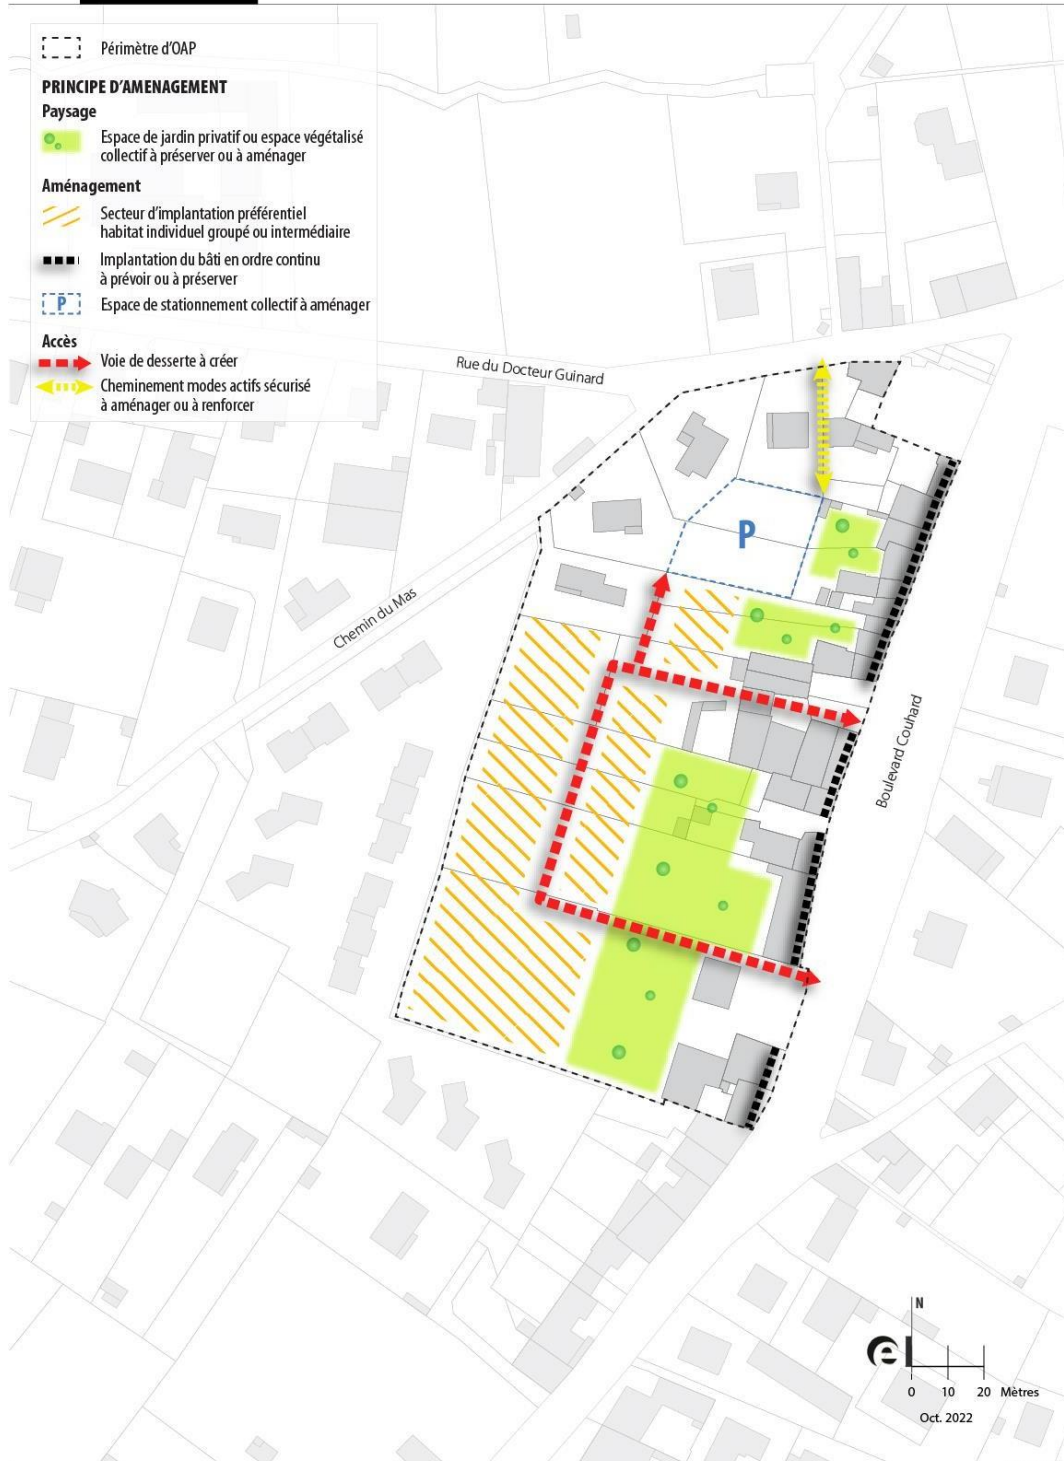 Périmètre d'OAP
PRINCIPE D'AMENAGEMENT
Paysage
Espace de jardin privatif ou espace végétalisé
collectif à préserver ou à aménager
Aménagement
Secteur d'implantation préférentiel
habitat individuel groupé ou intermédiaire
Implantation du bâti en ordre continu
à prévoir ou à préserver
P Espace de stationnement collectif à aménager
Accès
Voie de desserte à créer
Cheminement modes actifs sécurisé
à aménager ou à renforcer
Rue du Docteur Guinard
P
Chemin du Mas
Boulevard Couhard
N
e
0 10 20 Mètres
Oct. 2022